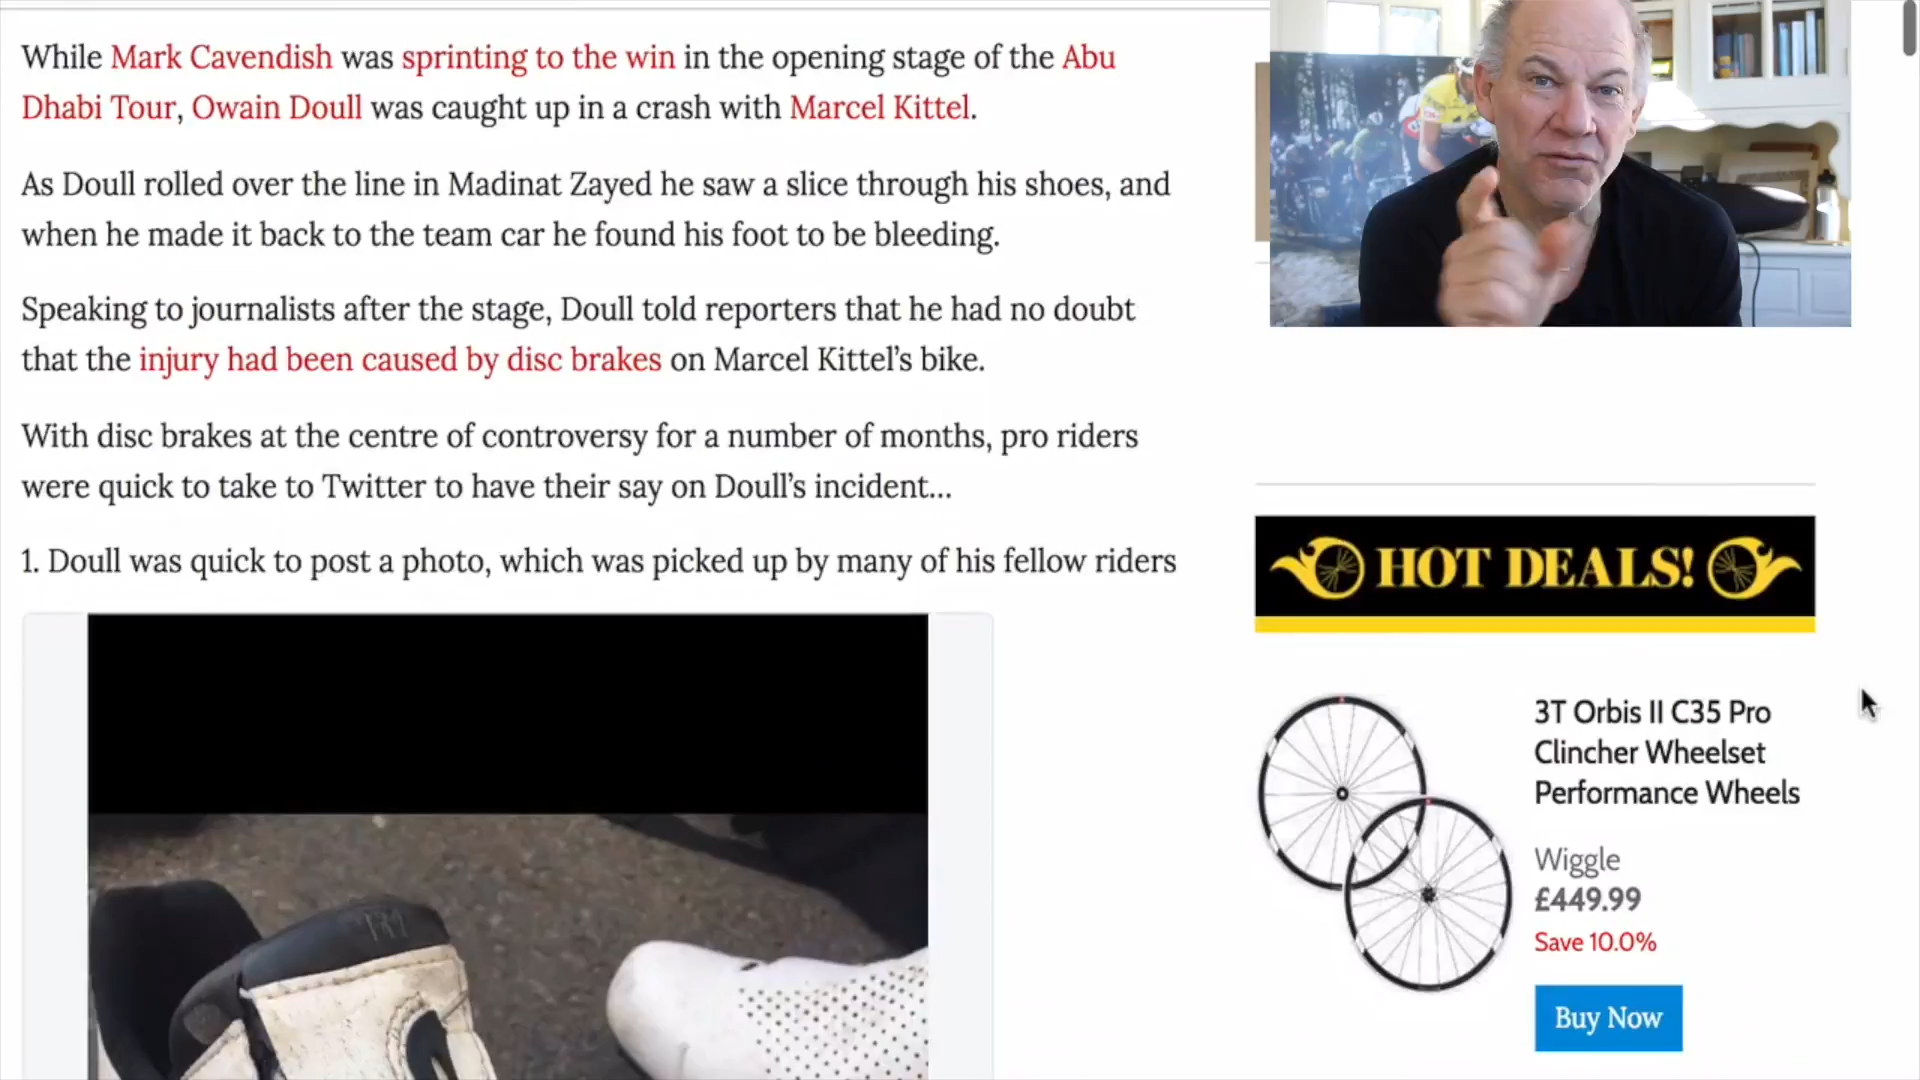 While Mark Cavendish was sprinting to the win in the opening stage of the Abu
Dhabi Tour, Owain Doull was caught up in a crash with Marcel Kittel.
As Doull rolled over the line in Madinat Zayed he saw a slice through his shoes, and
when he made it back to the team car he found his foot to be bleeding.
Speaking to journalists after the stage, Doull told reporters that he had no doubt
that the injury had been caused by disc brakes on Marcel Kittel’s bike.
With disc brakes at the centre of controversy for a number of months, pro riders
were quick to take to Twitter to have their say on Doull’s incident…
1. Doull was quick to post a photo, which was picked up by many of his fellow riders
R1
HOT DEALS!
3T Orbis II C35 Pro
Clincher Wheelset
Performance Wheels
Wiggle
£449.99
Save 10.0%
Buy Now